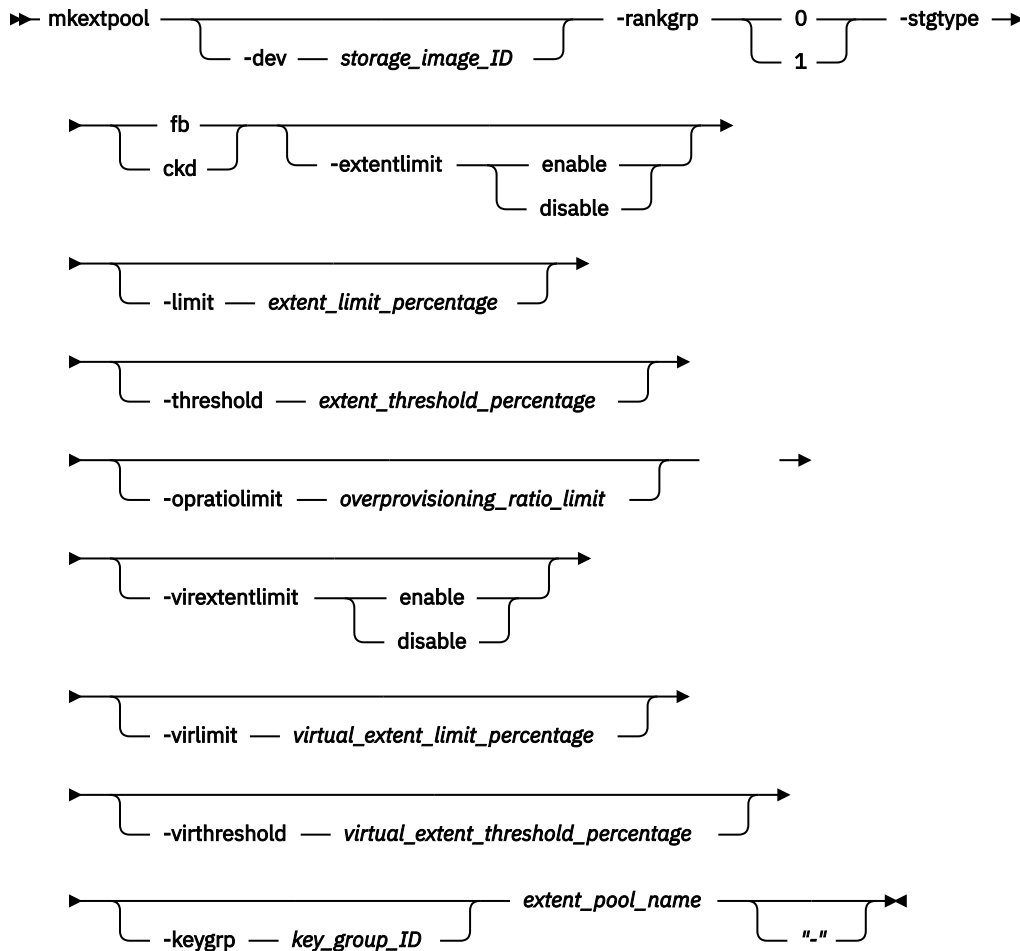 mkextpool -dev storage_image_ID -rankgrp 0 1 -stgtype
fb ckd -extentlimit enable disable
-limit extent_limit_percentage
-threshold extent_threshold_percentage
-opratiolimit overprovisioning_ratio_limit
-virextentlimit enable disable
-virlimit virtual_extent_limit_percentage
-virthreshold virtual_extent_threshold_percentage
-keygrp key_group_ID extent_pool_name "-"